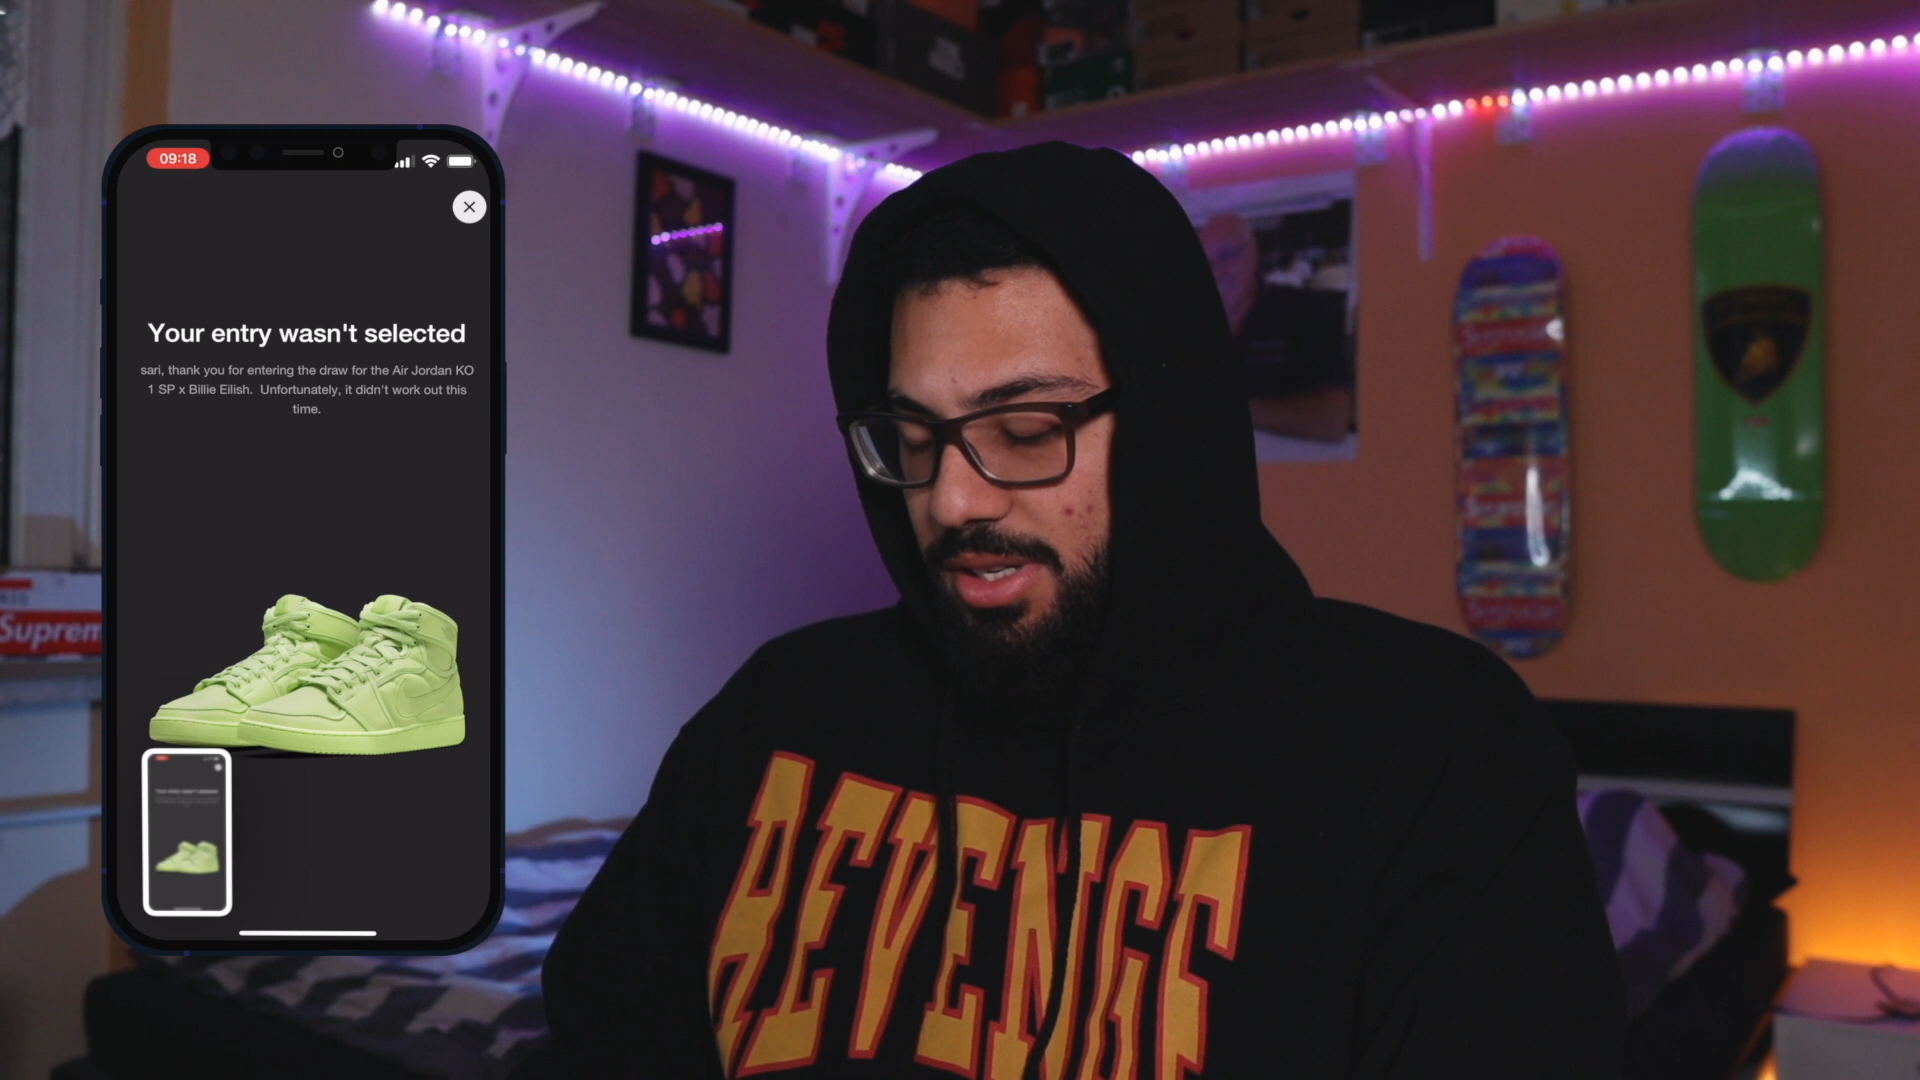 09:18
Your entry wasn't selected
sari, thank you for entering the draw for the Air Jordan KO
1 SP x Billie Eilish.  Unfortunately, it didn't work out this
time.
Suprem
REVENGE